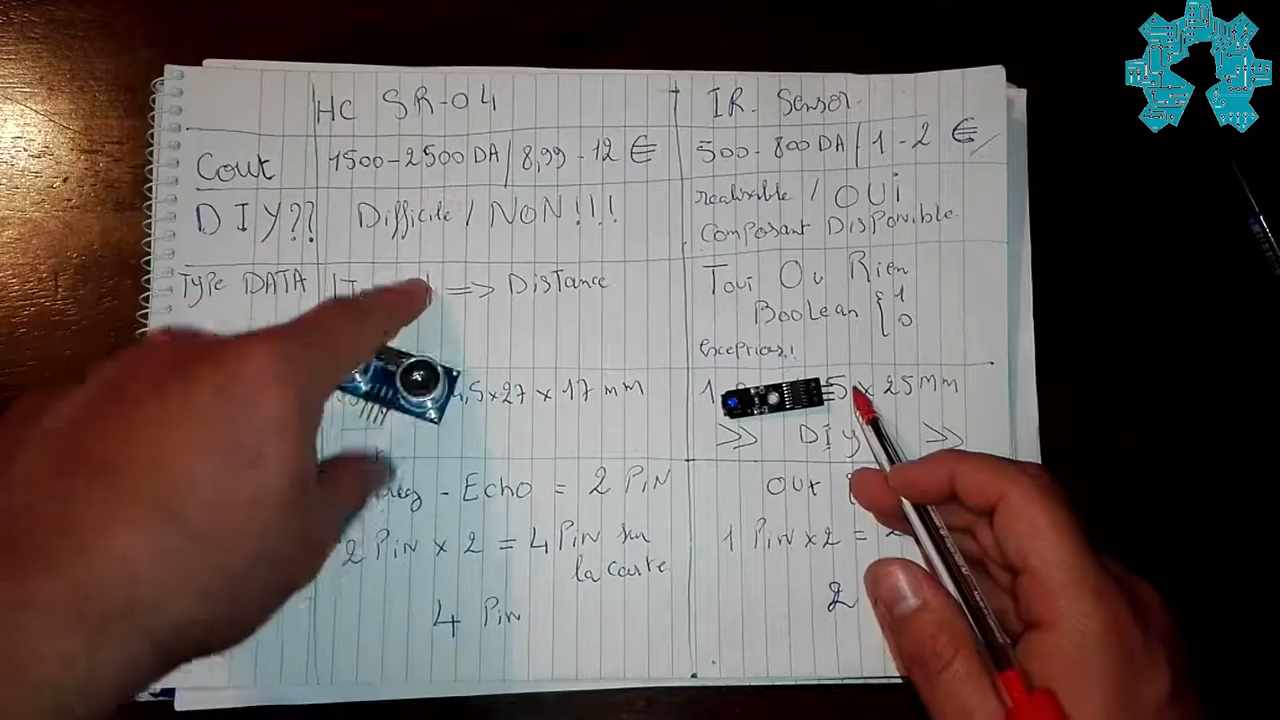 HC SR-04 IR. Sensor.
Cout 1500-2500 DA / 8,99 - 12 € 500-800 DA / 1-2 €
DIY?? Difficile / NON!!! realisable / OUi
Composant Disponible
Type DATA => Distance Toui Ou Rien
Boolean { 1
0
,5 x 27 x 17 mm 5 x 25 Mm
>> DIy >>
- Echo = 2 Pin Out
2 Pin x 2 = 4 Pin sur 1 Pin x 2 =
la carte
4 Pin 2